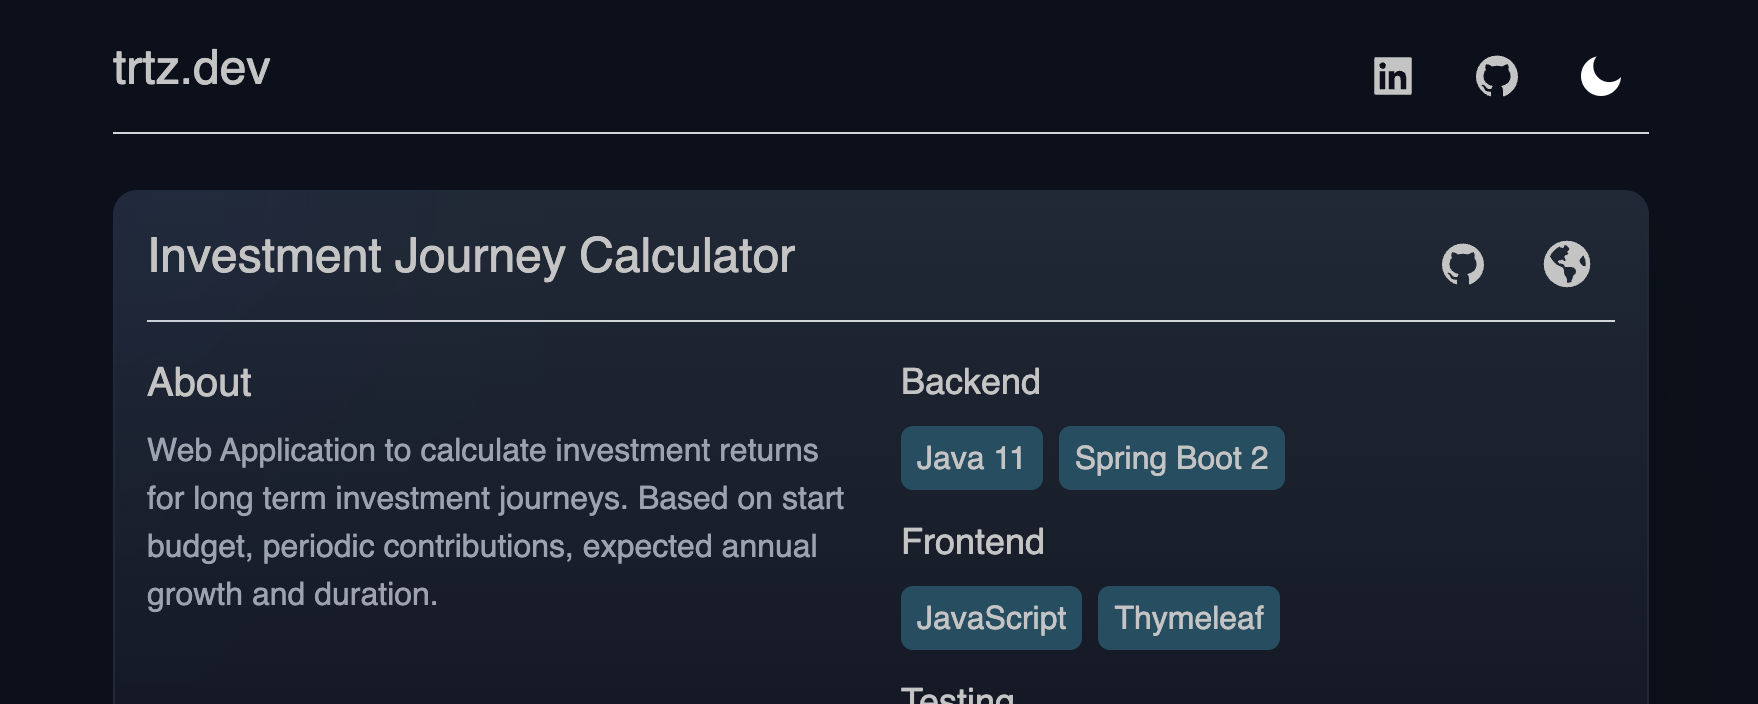 trtz.dev
in
Investment Journey Calculator
About
Web Application to calculate investment returns
for long term investment journeys. Based on start
budget, periodic contributions, expected annual
growth and duration.
Backend
Java 11
Spring Boot 2
Frontend
JavaScript
Thymeleaf
Testing